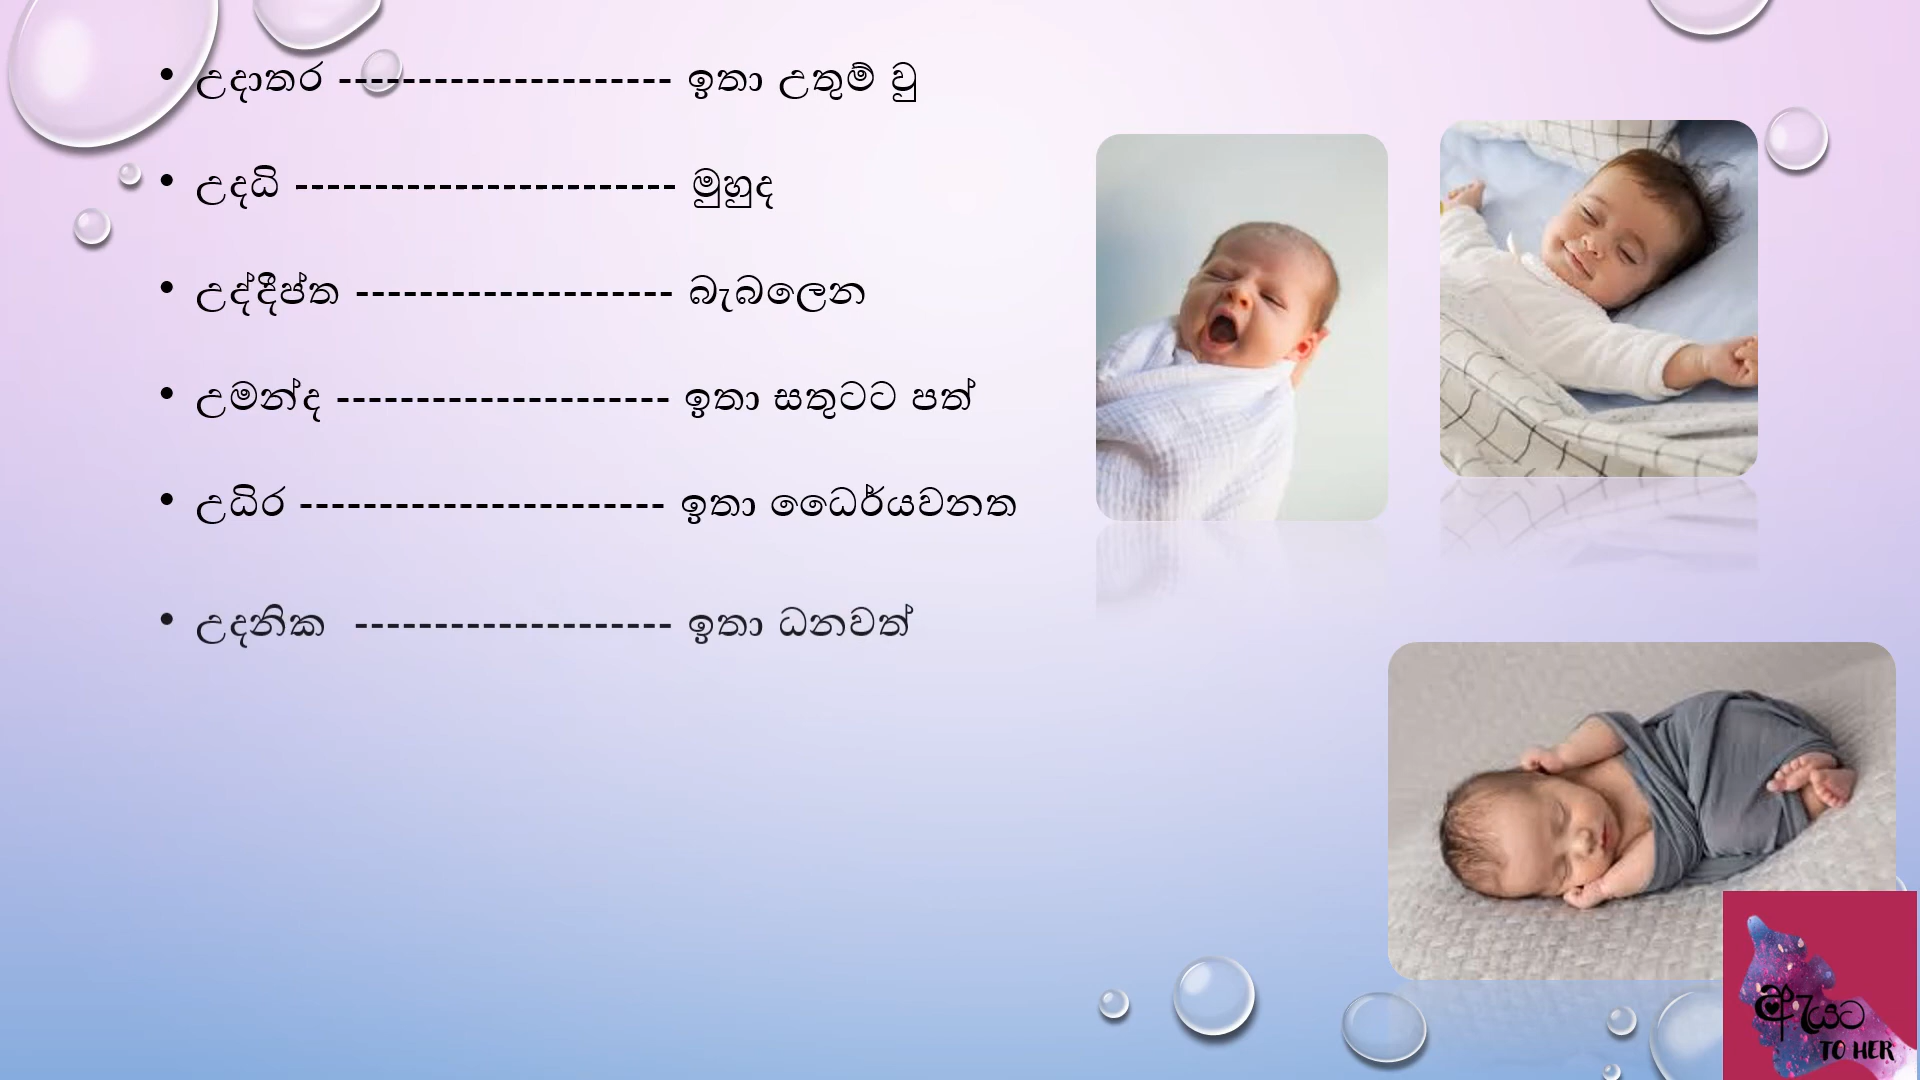 • උදාතර --------------------- ඉතා උතුම් වු
• උදධි ------------------------ මුහුද
• උද්දීප්ත -------------------- බැබලෙන
• උමන්ද --------------------- ඉතා සතුටට පත්
• උධිර ----------------------- ඉතා ධෛර්යවනත
• උදනික -------------------- ඉතා ධනවත්
ඇයට
TO HER